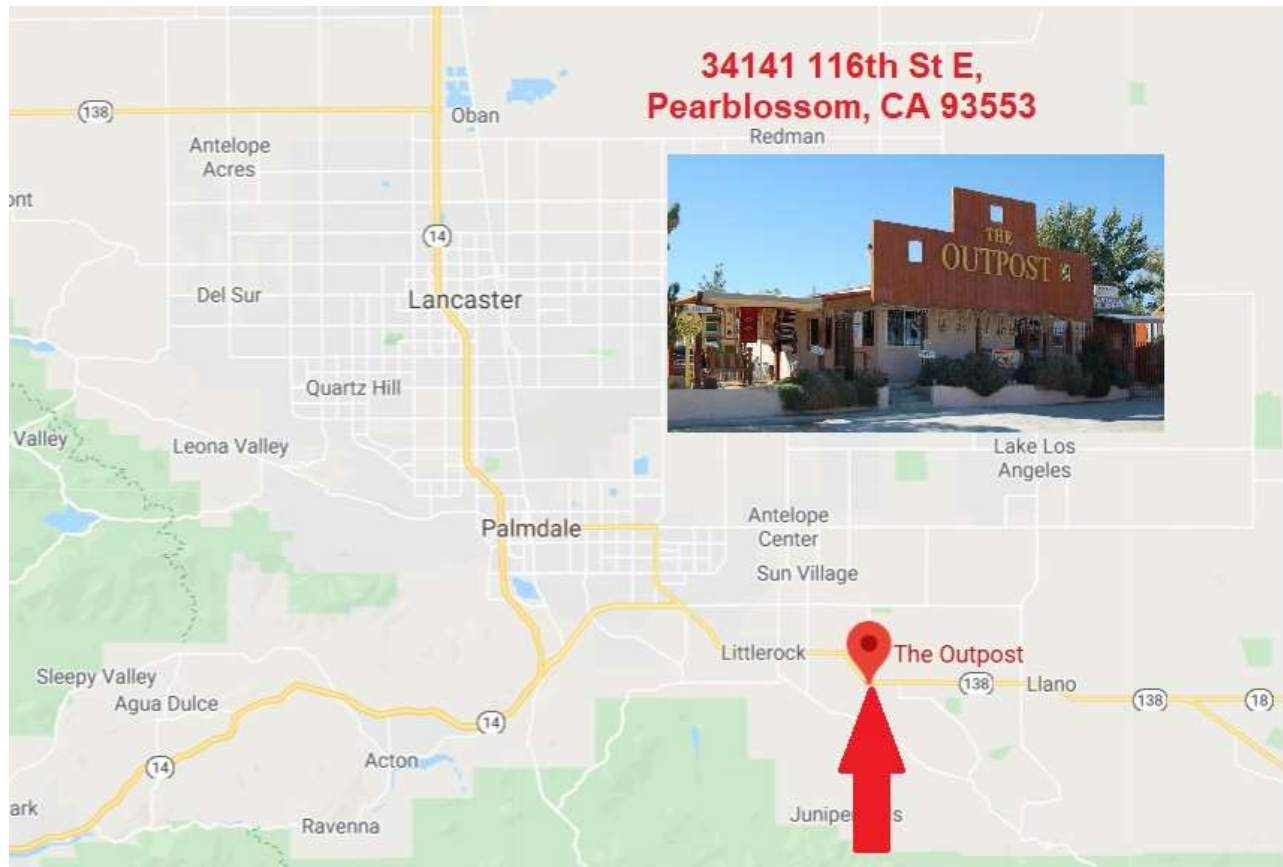 34141 116th St E,
Pearblossom, CA 93553
138
Oban
Redman
Antelope
Acres
ont
14
THE
OUTPOST
Del Sur
Lancaster
Quartz Hill
Valley
Leona Valley
Lake Los
Angeles
Palmdale
Antelope
Center
Sun Village
Littlerock
The Outpost
Sleepy Valley
138
Llano
Agua Dulce
138
18
14
14
Acton
ark
Ravenna